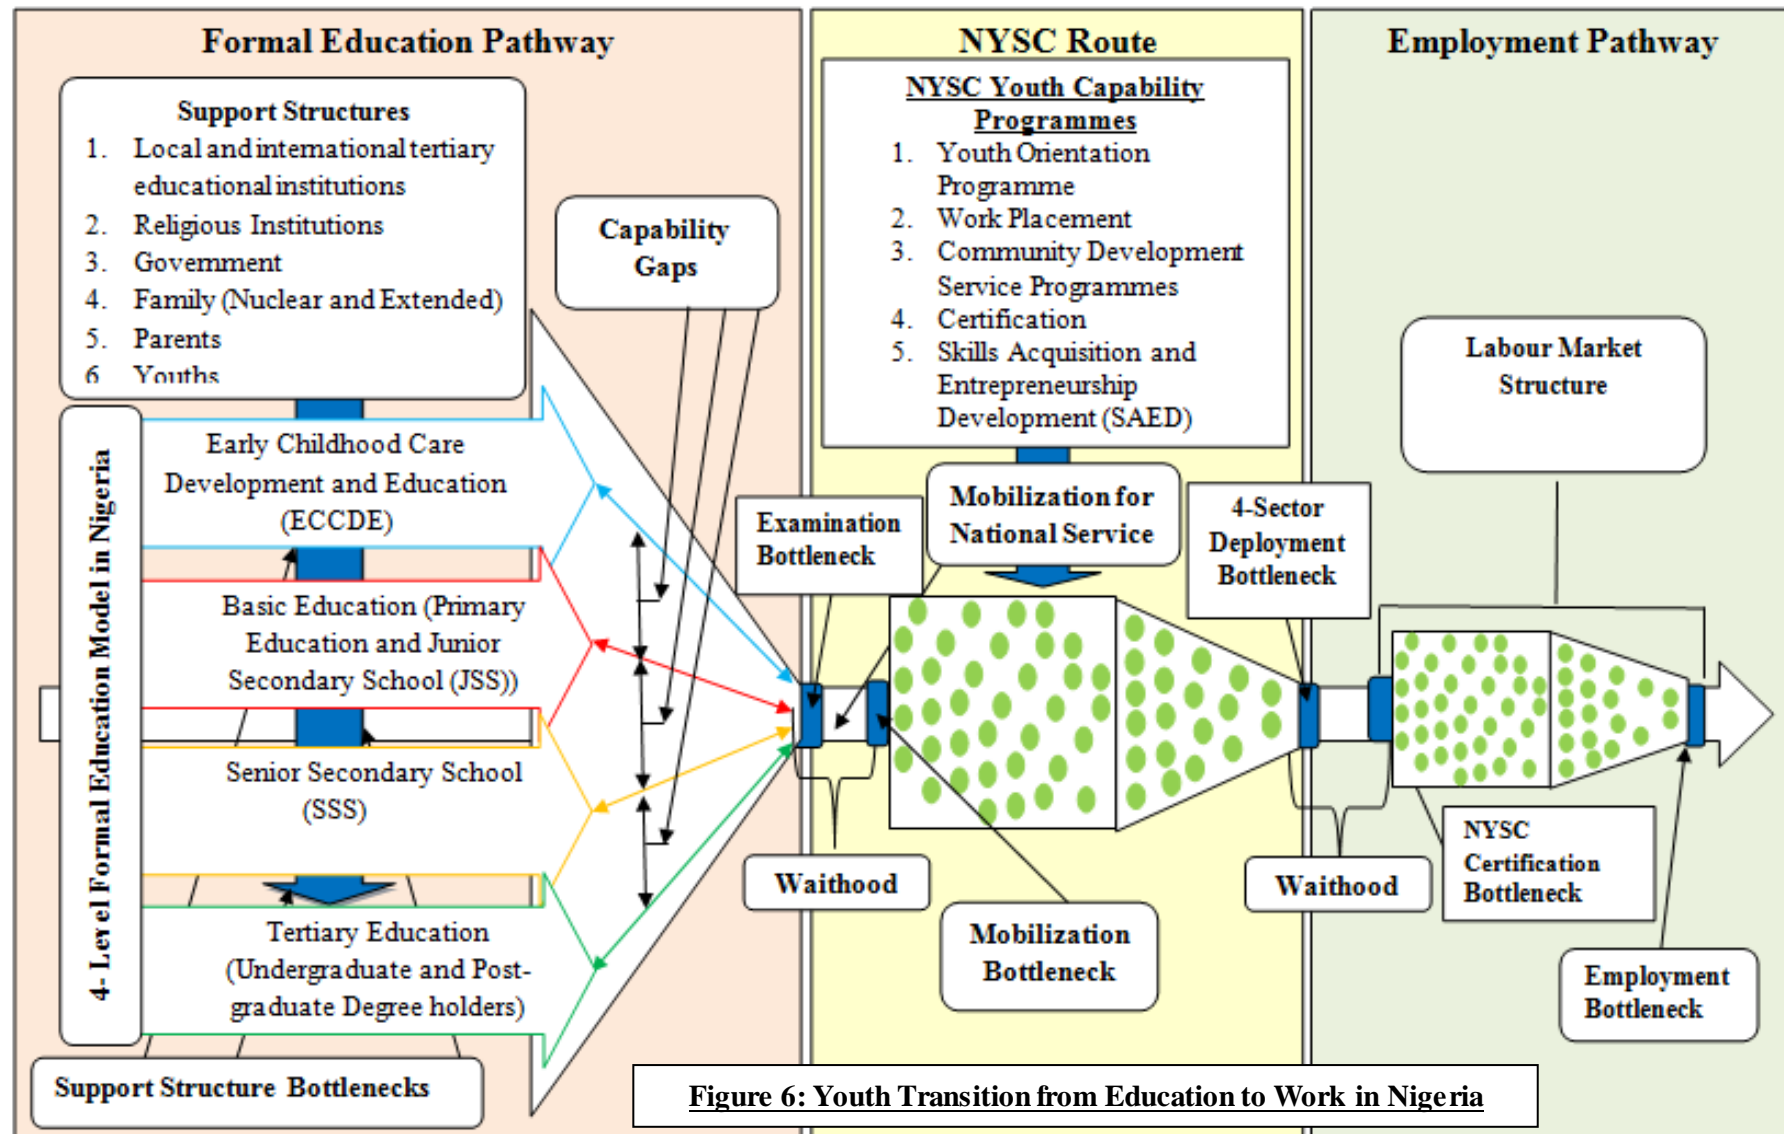 Formal Education Pathway
Support Structures
1. Local and international tertiary
educational institutions
2. Religious Institutions
3. Government
4. Family (Nuclear and Extended)
5. Parents
6 Youths
Capability
Gaps
4- Level Formal Education Model in Nigeria
Early Childhood Care
Development and Education
(ECCDE)
Basic Education (Primary
Education and Junior
Secondary School (JSS))
Senior Secondary School
(SSS)
Tertiary Education
(Undergraduate and Post-
graduate Degree holders)
Support Structure Bottlenecks
NYSC Route
NYSC Youth Capability
Programmes
1. Youth Orientation
Programme
2. Work Placement
3. Community Development
Service Programmes
4. Certification
5. Skills Acquisition and
Entrepreneurship
Development (SAED)
Examination
Bottleneck
Mobilization for
National Service
4-Sector
Deployment
Bottleneck
Waithood
Mobilization
Bottleneck
Employment Pathway
Labour Market
Structure
Waithood
NYSC
Certification
Bottleneck
Employment
Bottleneck
Figure 6: Youth Transition from Education to Work in Nigeria